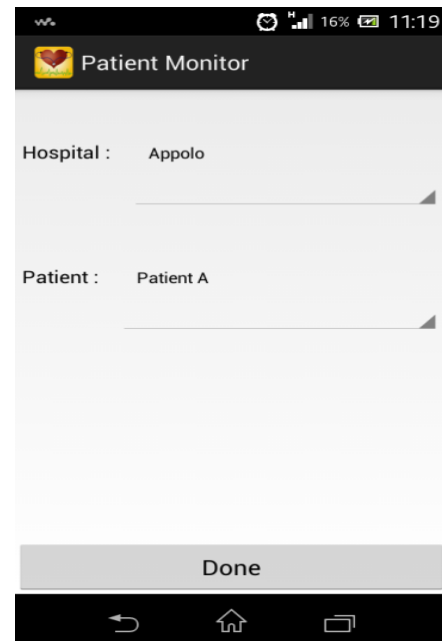 H 16% 11:19
Patient Monitor
Hospital : Appolo
Patient : Patient A
Done